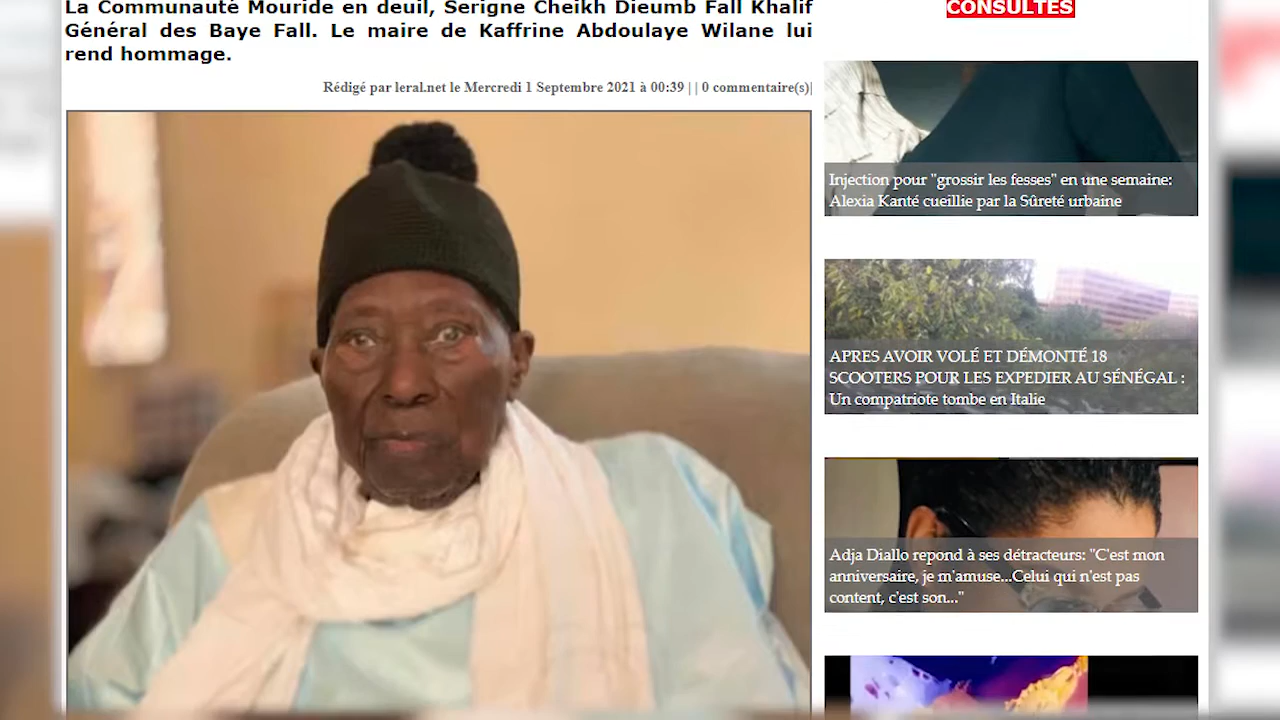 La Communauté Mouride en deuil, Serigne Cheikh Dieumb Fall Khalif
Général des Baye Fall. Le maire de Kaffrine Abdoulaye Wilane lui
rend hommage.
Rédigé par leral.net le Mercredi 1 Septembre 2021 à 00:39 | | 0 commentaire(s)|
CONSULTÉS
Injection pour "grossir les fesses" en une semaine:
Alexia Kanté cueillie par la Sûreté urbaine
APRES AVOIR VOLÉ ET DÉMONTÉ 18
SCOOTERS POUR LES EXPEDIER AU SÉNÉGAL :
Un compatriote tombe en Italie
Adja Diallo repond à ses détracteurs: "C'est mon
anniversaire, je m'amuse...Celui qui n'est pas
content, c'est son..."